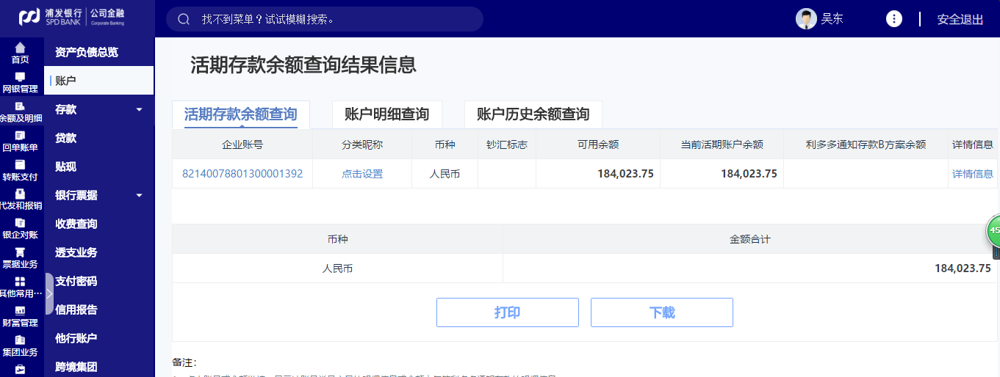 浦发银行 公司金融
SPD BANK Corporate Banking
找不到菜单？试试模糊搜索。
吴东
安全退出
首页
网银管理
余额及明细
回单账单
转账支付
代发和报销
银企对账
票据业务
其他常用…
财富管理
集团业务
资产负债总览
账户
存款
贷款
贴现
银行票据
收费查询
透支业务
支付密码
信用报告
他行账户
跨境集团
活期存款余额查询结果信息
活期存款余额查询 账户明细查询 账户历史余额查询
企业账号 分类昵称 币种 钞汇标志 可用余额 当前活期账户余额 利多多通知存款B方案余额 详情信息
82140078801300001392 点击设置 人民币 184,023.75 184,023.75 详情信息
币种 金额合计
人民币 184,023.75
打印 下载
备注：
45